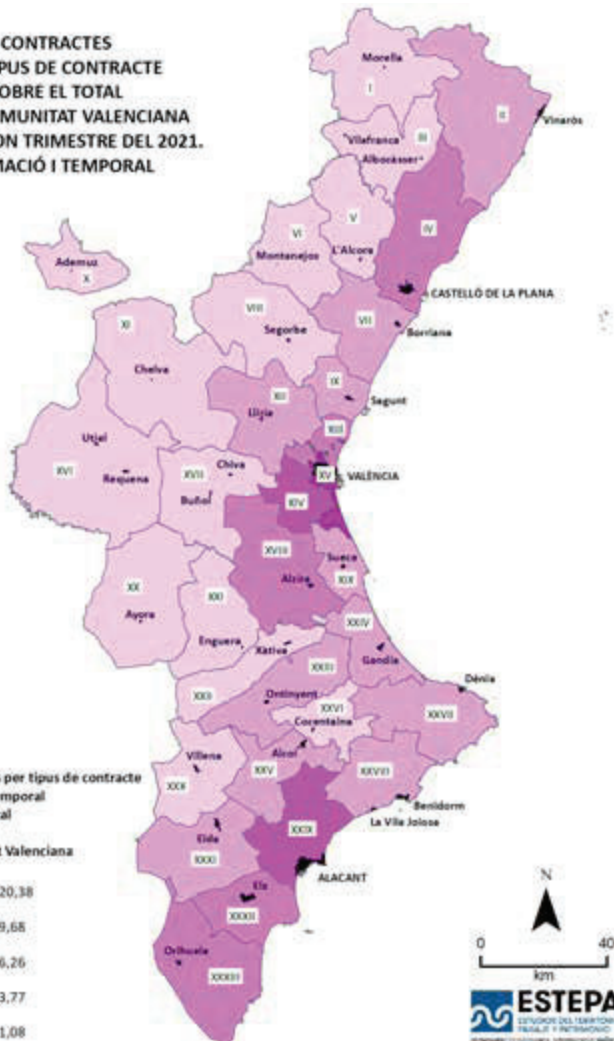 CONTRACTES
PUS DE CONTRACTE
OBRE EL TOTAL
MUNITAT VALENCIANA
ON TRIMESTRE DEL 2021.
MACIÓ I TEMPORAL
Morella
I
II
Vinaròs
III
Vilafranca
Albocàsser
IV
V
VI
L'Alcora
Montanejos
Ademuz
X
CASTELLÓ DE LA PLANA
VIII
VII
Borriana
XI
Segorbe
Chelva
IX
XII
Sagunt
Llíria
XIII
Utiel
Chiva
XVI
Requena
XVII
XV
VALÈNCIA
Buñol
XIV
XVIII
Sueca
XX
XXI
Alzira
XIX
Ayora
XXIV
Enguera
Xàtiva
XXIII
Gandia
Dénia
XXII
Ontinyent
XXVI
XXVII
Cocentaina
Villena
Alcoi
XXV
XXVIII
per tipus de contracte
XXX
emporal
al
Benidorm
La Vila Joiosa
Elda
XXIX
t Valenciana
XXXI
ALACANT
20,38
Elx
N
9,68
XXXII
6,26
Orihuela
0 40
XXXIII
km
3,77
ESTEPA
1,08